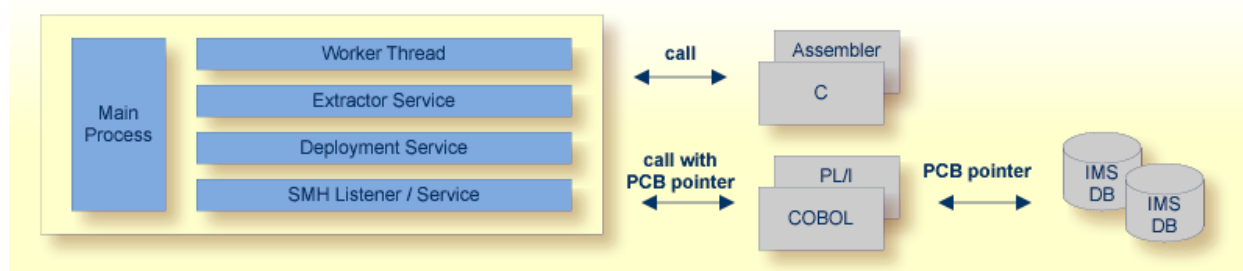 Main
Process
Worker Thread
Extractor Service
Deployment Service
SMH Listener / Service
call
Assembler
C
call with
PCB pointer
PL/I
COBOL
PCB pointer
IMS
DB
IMS
DB